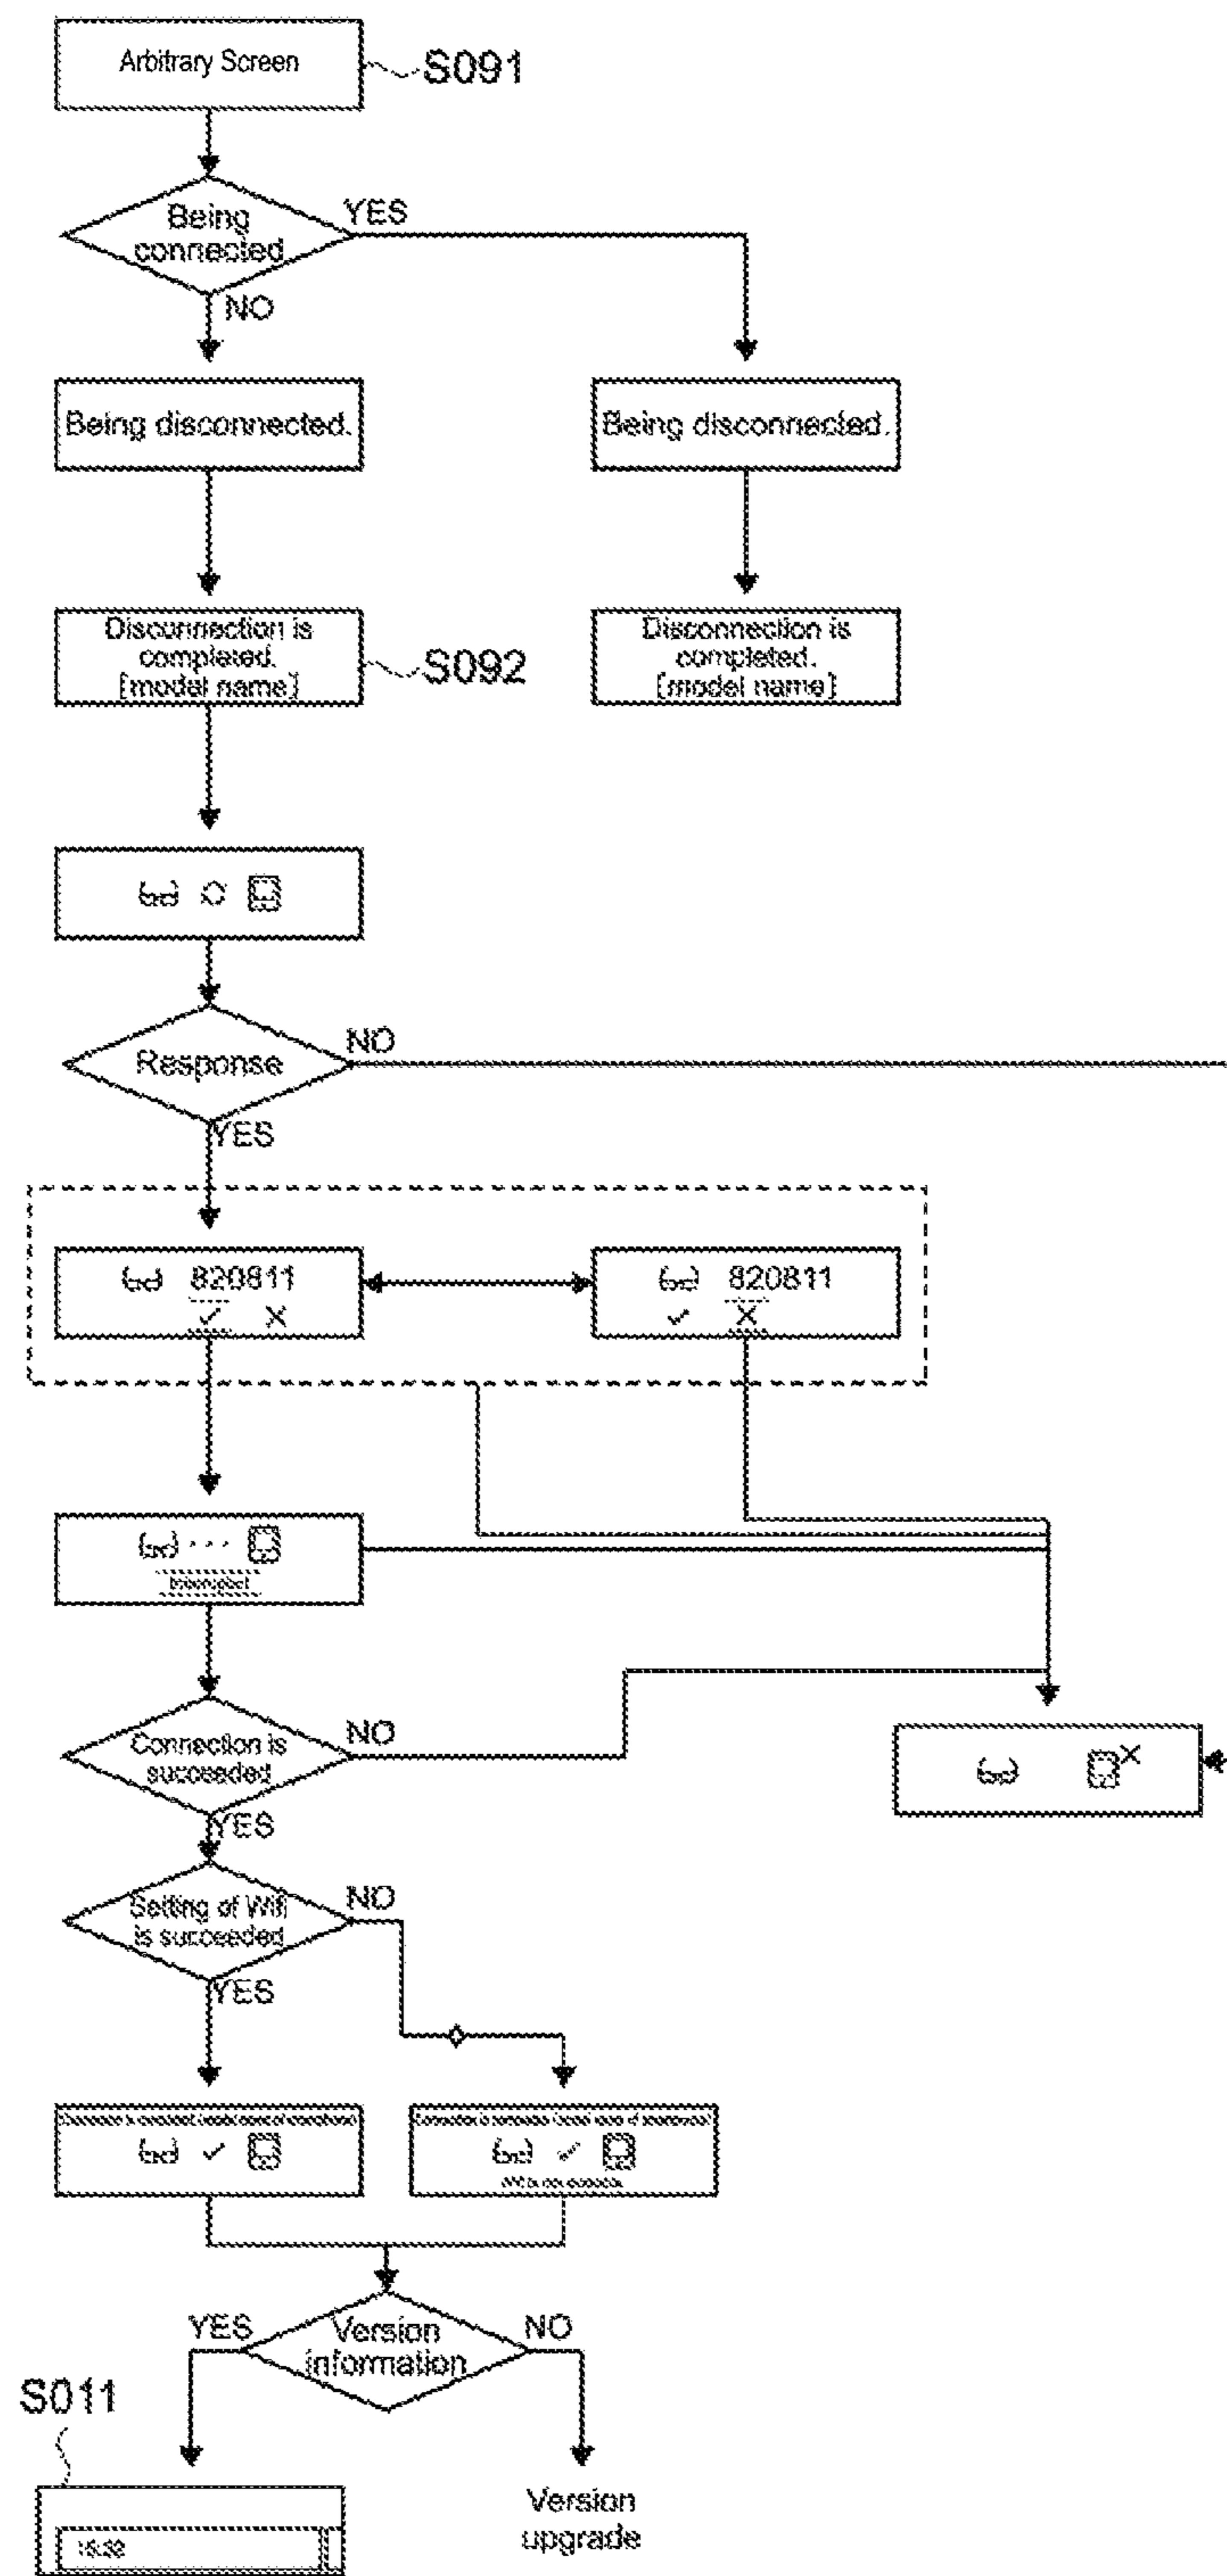 Arbitrary Screen
S091
Being
connected
YES
NO
Being disconnected.
Being disconnected.
Disconnection is
completed.
[model name]
S092
Disconnection is
completed.
[model name]
Response
NO
YES
820811
✓ X
820811
✓ X
Connection is
succeeded
NO
YES
Setting of Wifi
is succeeded
NO
YES
YES
Version
information
NO
S011
15:32
Version
upgrade